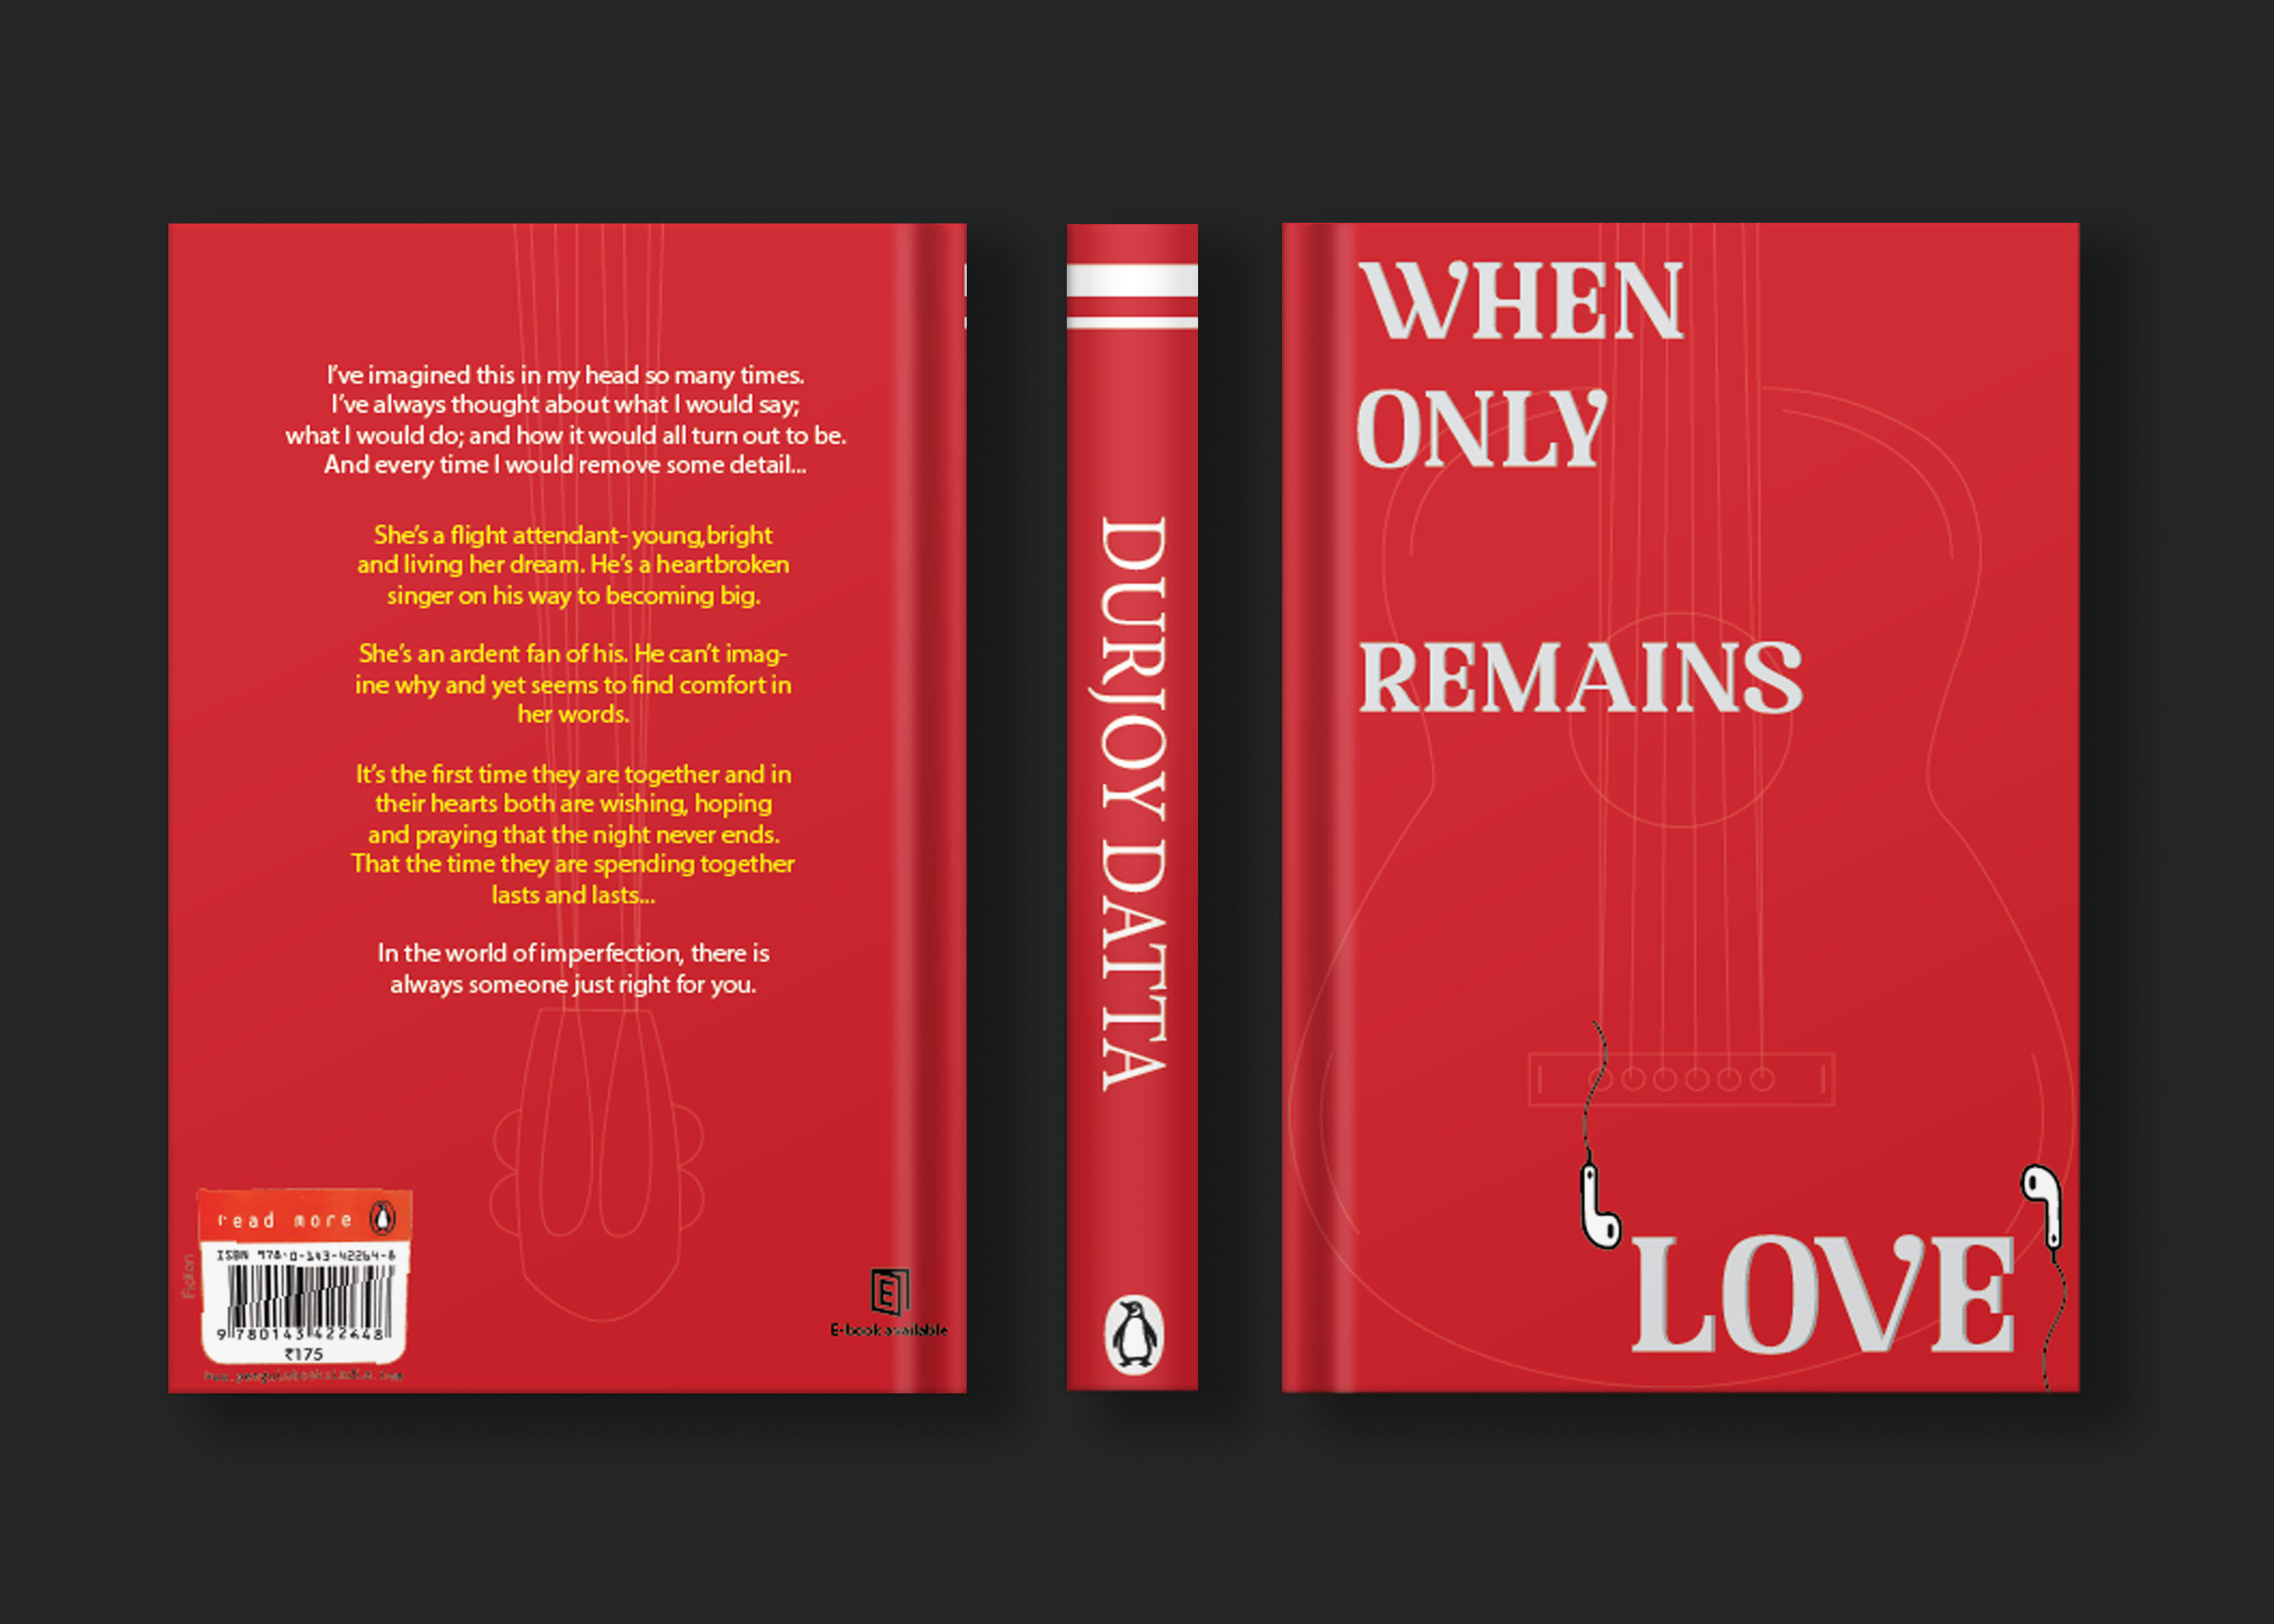 I've imagined this in my head so many times.
I've always thought about what I would say;
what I would do; and how it would all turn out to be.
And every time I would remove some detail...
She's a flight attendant- young,bright
and living her dream. He's a heartbroken
singer on his way to becoming big.
She's an ardent fan of his. He can't imag-
ine why and yet seems to find comfort in
her words.
It's the first time they are together and in
their hearts both are wishing, hoping
and praying that the night never ends.
That the time they are spending together
lasts and lasts...
In the world of imperfection, there is
always someone just right for you.
read more
ISBN 978-0-143-42264-8
9 780143 422648
₹175
E-book available
DURJOY DATTA
WHEN
ONLY
REMAINS
LOVE